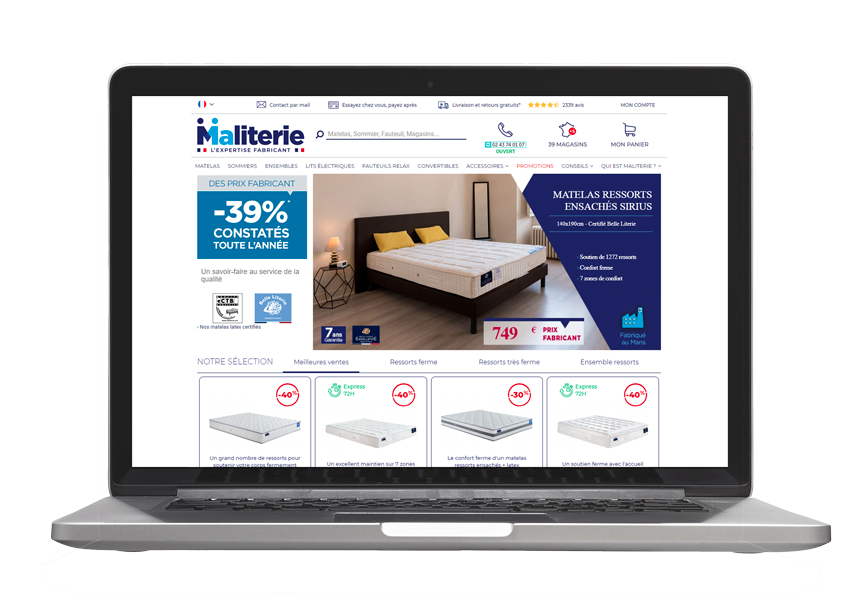 Contact par mail
Essayez chez vous, payez après
Livraison et retours gratuits*
2339 avis
MON COMPTE
Maliterie
L'EXPERTISE FABRICANT
Matelas, Sommier, Fauteuil, Magasins...
02 43 74 01 07
OUVERT
39 MAGASINS
MON PANIER
MATELAS SOMMIERS ENSEMBLES LITS ÉLECTRIQUES FAUTEUILS RELAX CONVERTIBLES ACCESSOIRES PROMOTIONS CONSEILS QUI EST MALITERIE ?
DES PRIX FABRICANT
-39%*
CONSTATÉS
TOUTE L'ANNÉE
Un savoir-faire au service de la
qualité
CTB
Belle Literie
- Nos matelas latex certifiés
MATELAS RESSORTS
ENSACHÉS SIRIUS
140x190cm - Certifié Belle Literie
· Soutien de 1272 ressorts
· Confort ferme
· 7 zones de confort
7 ans
Garantie
749 € PRIX
FABRICANT
Fabriqué
au Mans
NOTRE SÉLECTION Meilleures ventes Ressorts ferme Ressorts très ferme Ensemble ressorts
-40%
Un grand nombre de ressorts pour
soutenir votre corps fermement
Express
72H
-40%
Un excellent maintien sur 7 zones
-30%
Le confort ferme d'un matelas
ressorts ensachés + latex
Express
72H
-40%
Un soutien ferme avec l'accueil